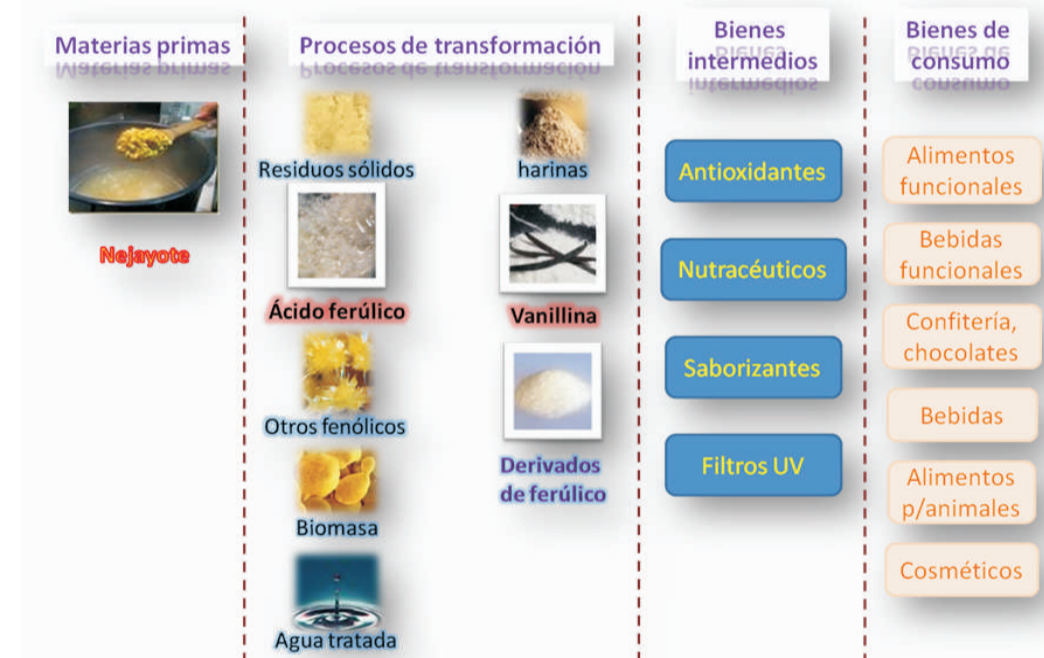 Materias primas
Nejayote
Procesos de transformación
Residuos sólidos
harinas
Ácido ferúlico
Vanillina
Otros fenólicos
Derivados
de ferúlico
Biomasa
Agua tratada
Bienes
intermedios
Antioxidantes
Nutracéuticos
Saborizantes
Filtros UV
Bienes de
consumo
Alimentos
funcionales
Bebidas
funcionales
Confitería,
chocolates
Bebidas
Alimentos
p/animales
Cosméticos